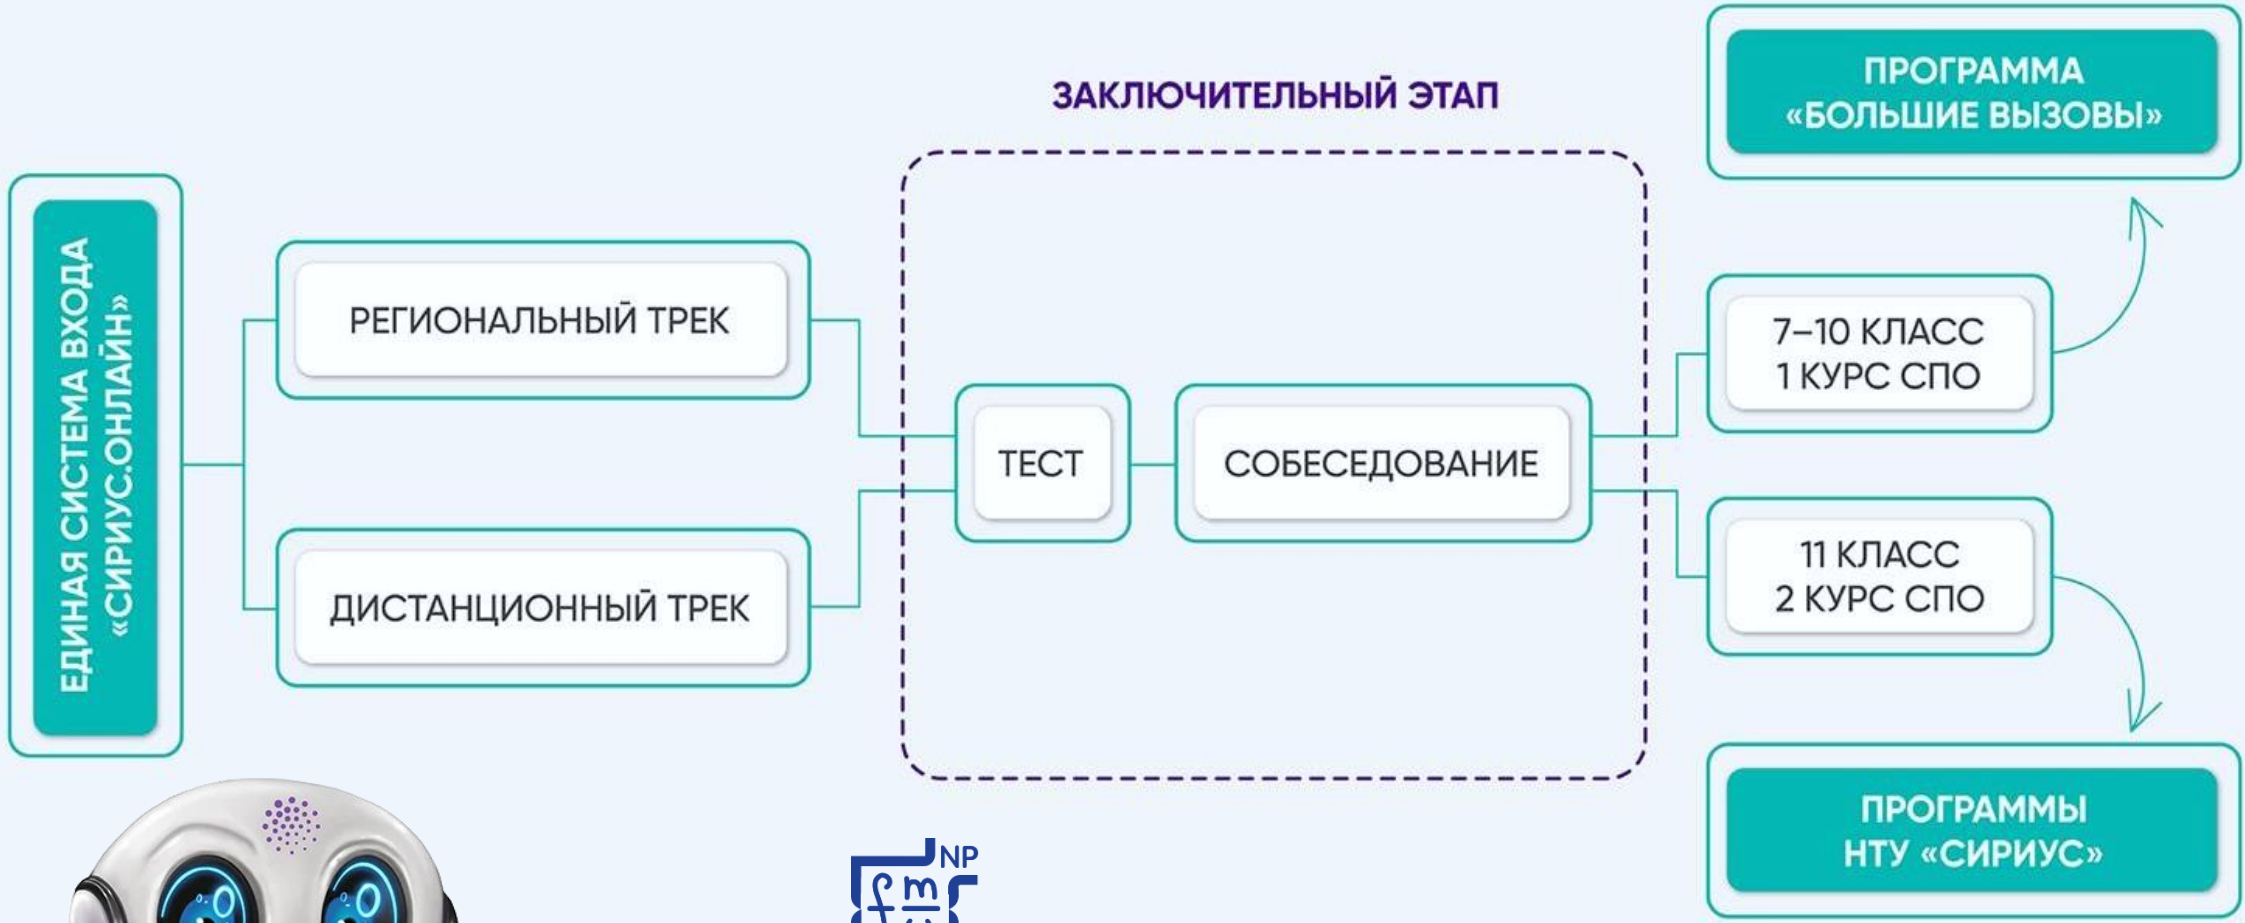 ЕДИНАЯ СИСТЕМА ВХОДА
«СИРИУС.ОНЛАЙН»
РЕГИОНАЛЬНЫЙ ТРЕК
ДИСТАНЦИОННЫЙ ТРЕК
ЗАКЛЮЧИТЕЛЬНЫЙ ЭТАП
ТЕСТ
СОБЕСЕДОВАНИЕ
ПРОГРАММА
«БОЛЬШИЕ ВЫЗОВЫ»
7–10 КЛАСС
1 КУРС СПО
11 КЛАСС
2 КУРС СПО
ПРОГРАММЫ
НТУ «СИРИУС»
NP